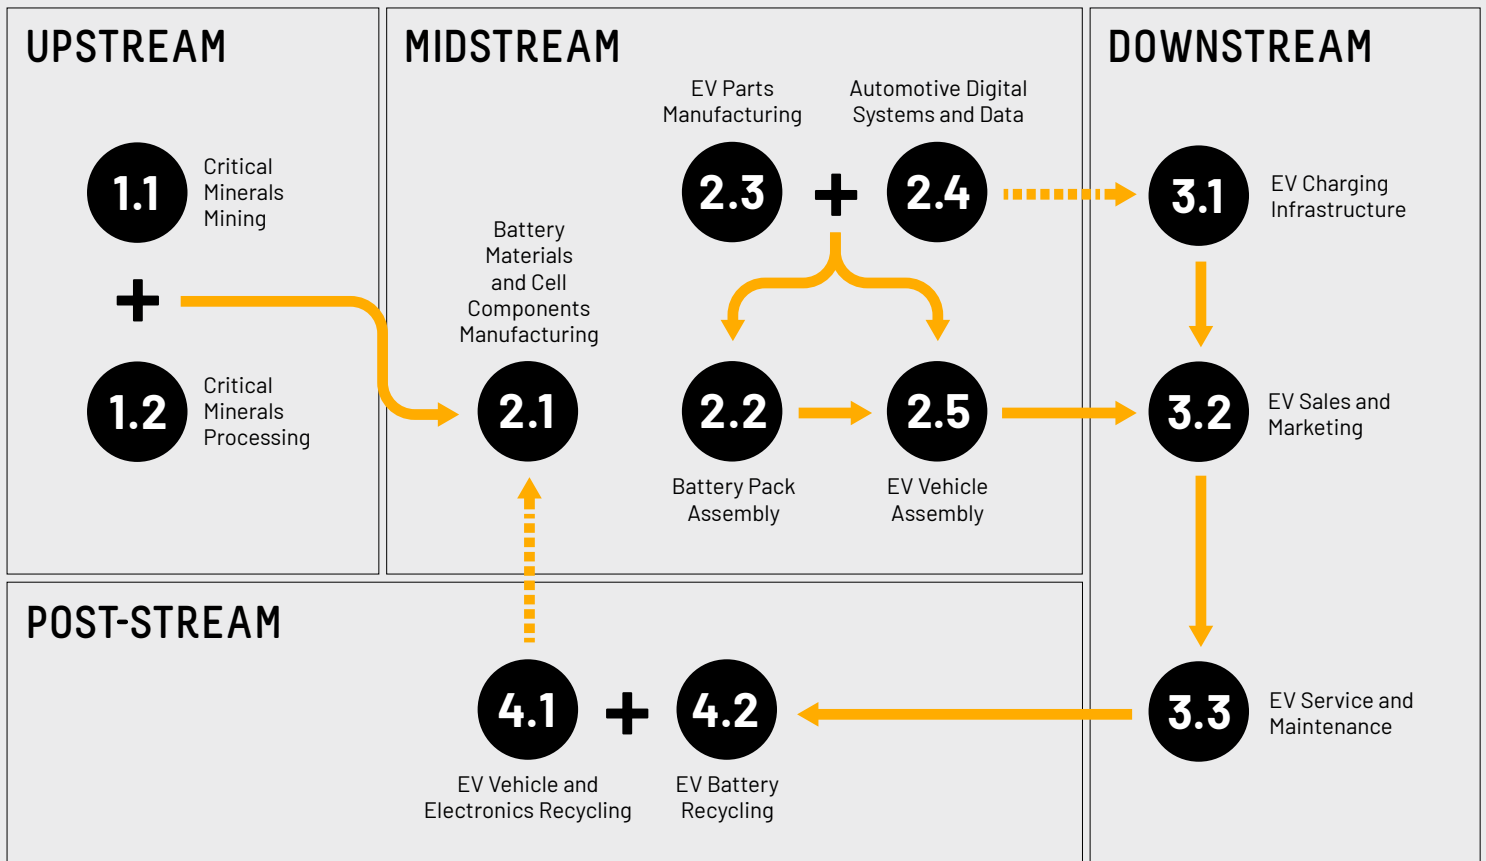 UPSTREAM
1.1
Critical
Minerals
Mining
+
1.2
Critical
Minerals
Processing
MIDSTREAM
Battery
Materials
and Cell
Components
Manufacturing
2.1
EV Parts
Manufacturing
2.3
+
Automotive Digital
Systems and Data
2.4
2.2
Battery Pack
Assembly
2.5
EV Vehicle
Assembly
DOWNSTREAM
3.1
EV Charging
Infrastructure
3.2
EV Sales and
Marketing
3.3
EV Service and
Maintenance
POST-STREAM
4.1
EV Vehicle and
Electronics Recycling
+
4.2
EV Battery
Recycling